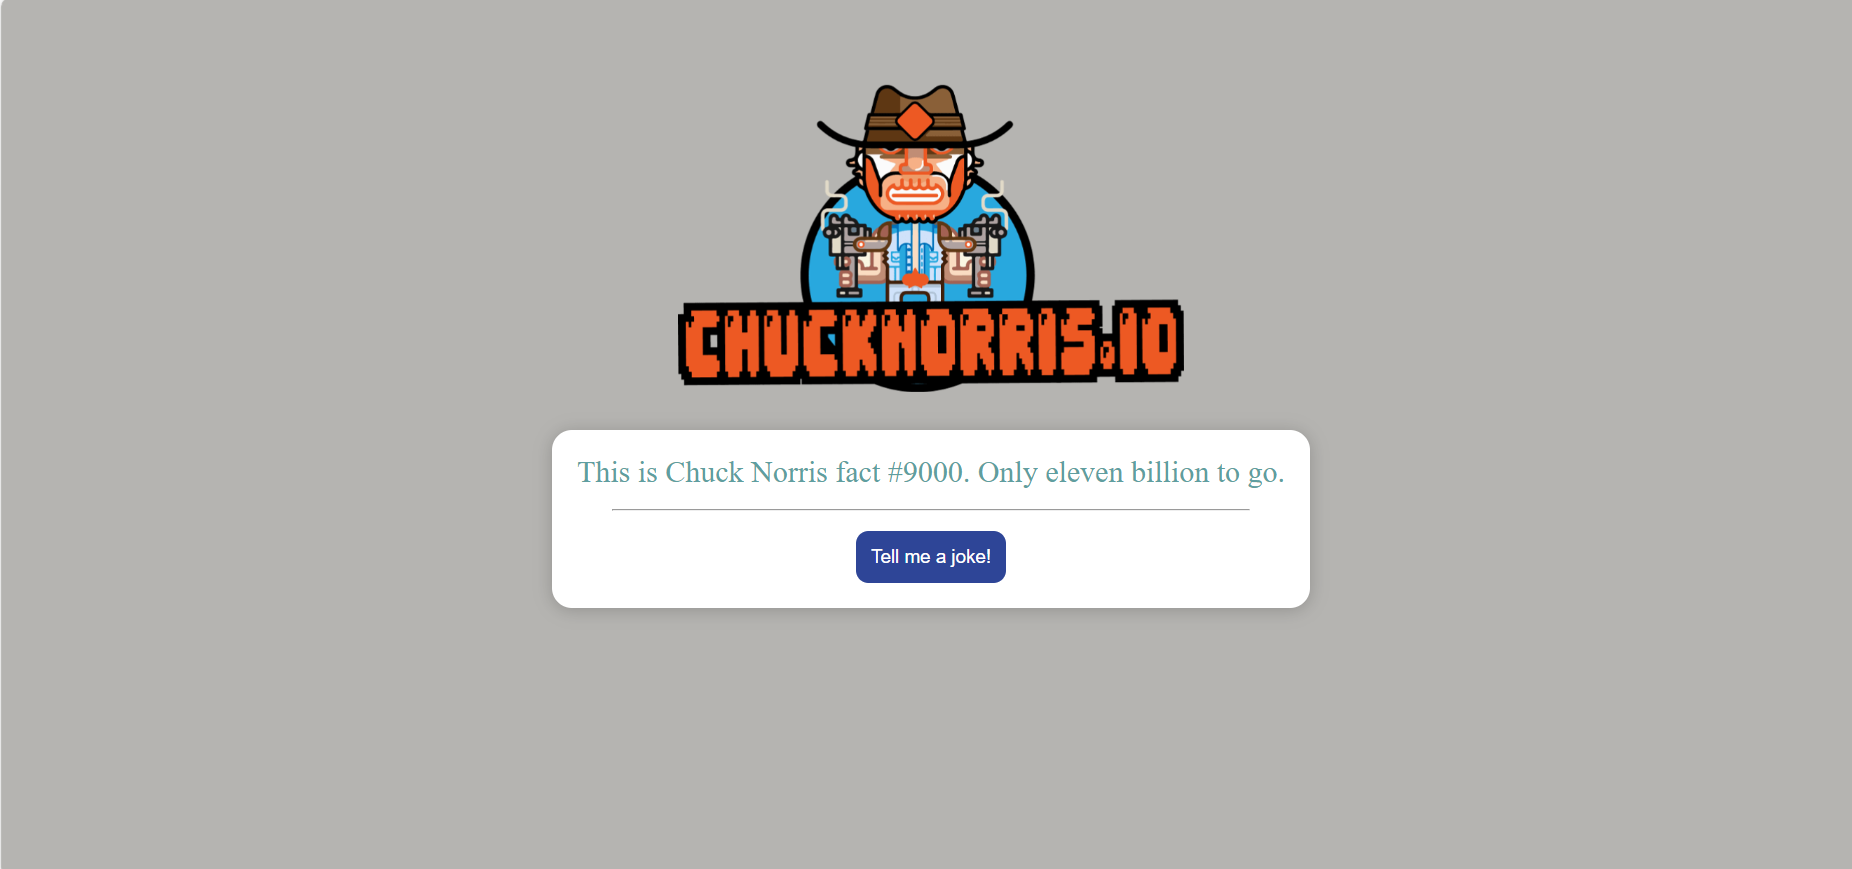 CHUCKNORRIS.IO
This is Chuck Norris fact #9000. Only eleven billion to go.
Tell me a joke!